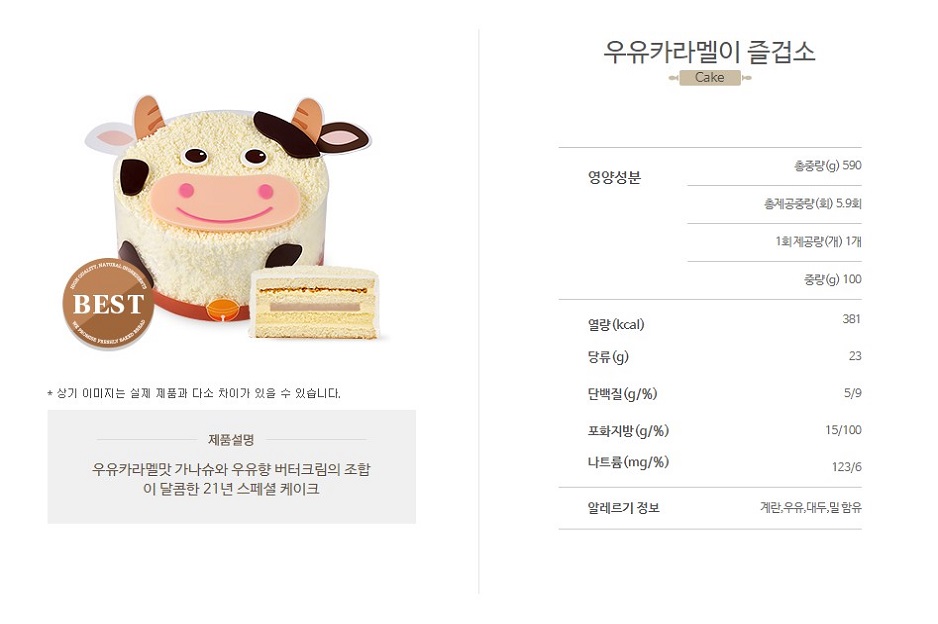 HIGH QUALITY, NATURAL INGREDIENTS
BEST
WE PROMISE FRESHLY BAKED BREAD
* 상기 이미지는 실제 제품과 다소 차이가 있을 수 있습니다.
제품설명
우유카라멜맛 가나슈와 우유향 버터크림의 조합
이 달콤한 21년 스페셜 케이크
우유카라멜이 즐겁소
Cake
영양성분
총중량(g) 590
총제공중량(회) 5.9회
1회제공량(개) 1개
중량(g) 100
열량(kcal) 381
당류(g) 23
단백질(g/%) 5/9
포화지방(g/%) 15/100
나트륨(mg/%) 123/6
알레르기 정보 계란,우유,대두,밀 함유